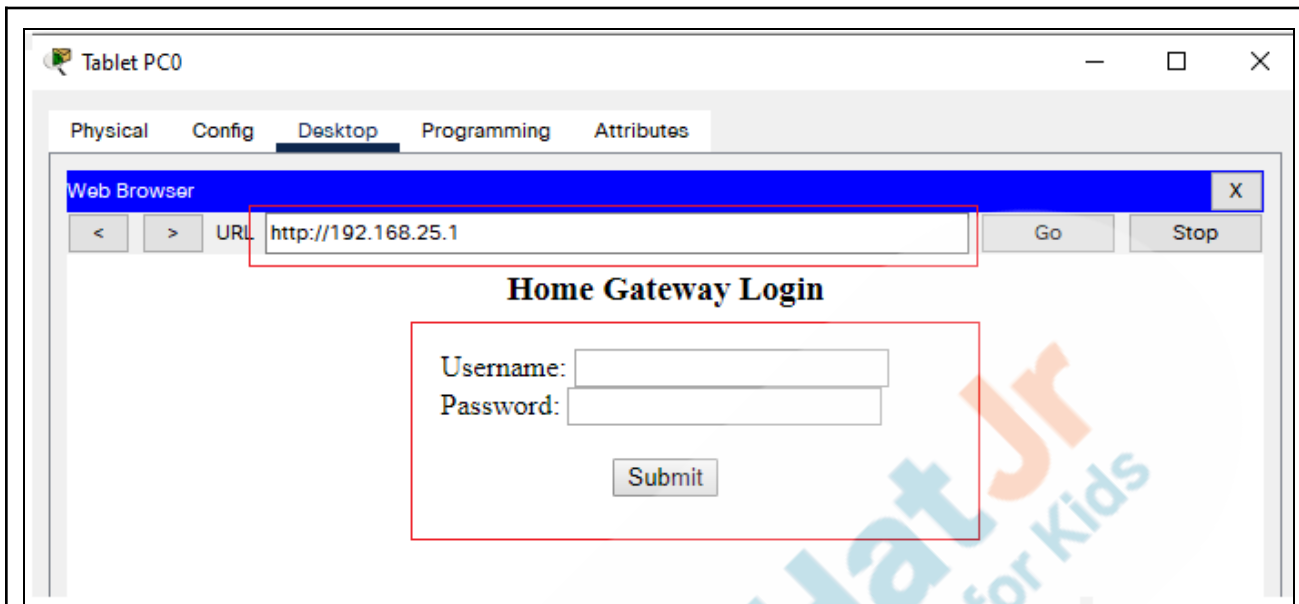 Tablet PC0
Physical Config Desktop Programming Attributes
Web Browser X
< > URL http://192.168.25.1 Go Stop
Home Gateway Login
Username:
Password:
Submit
Hat Jr
for Kids